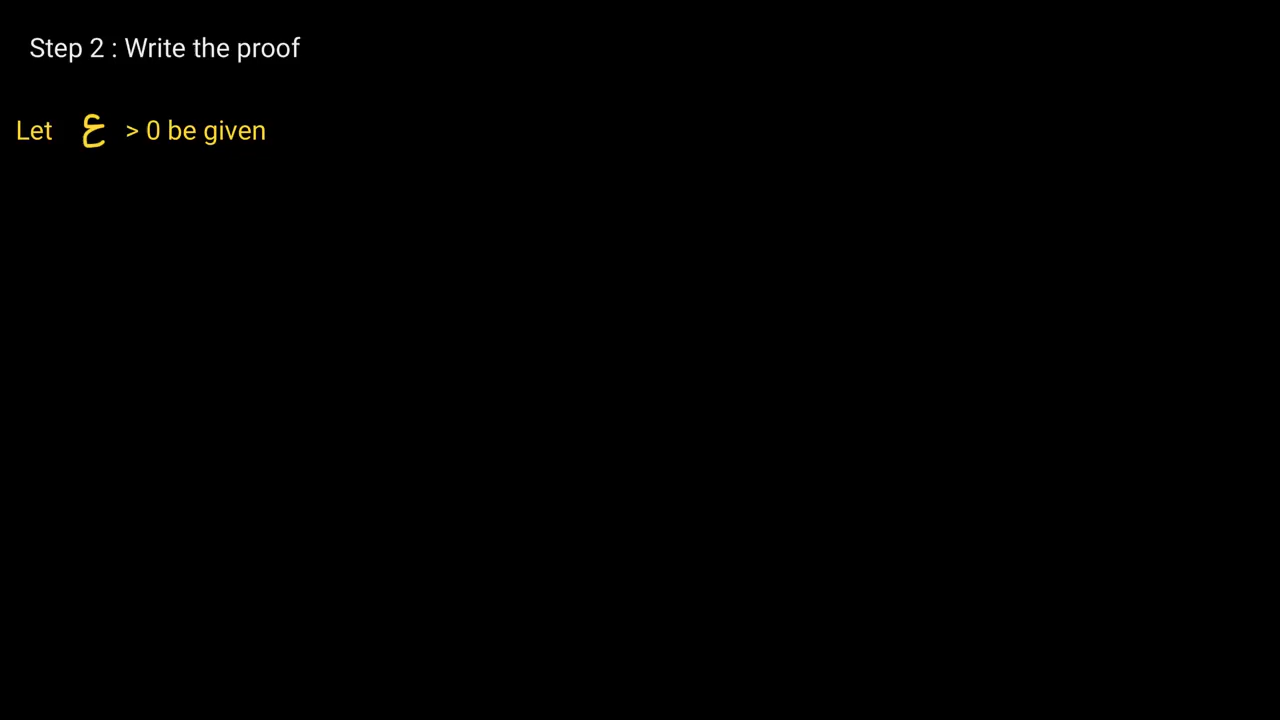 Step 2 : Write the proof
Let ع > 0 be given